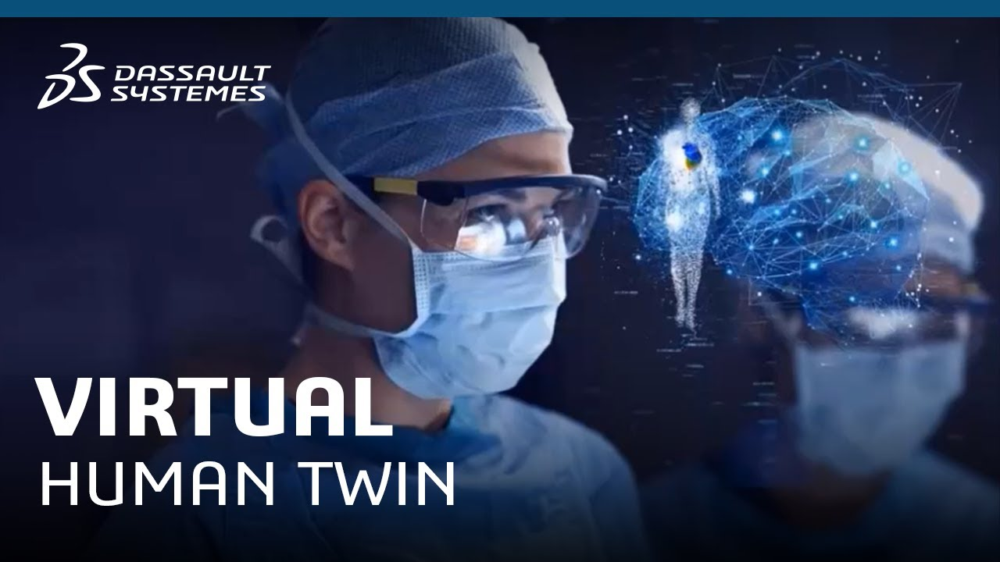 DASSAULT
SYSTEMES
VIRTUAL
HUMAN TWIN